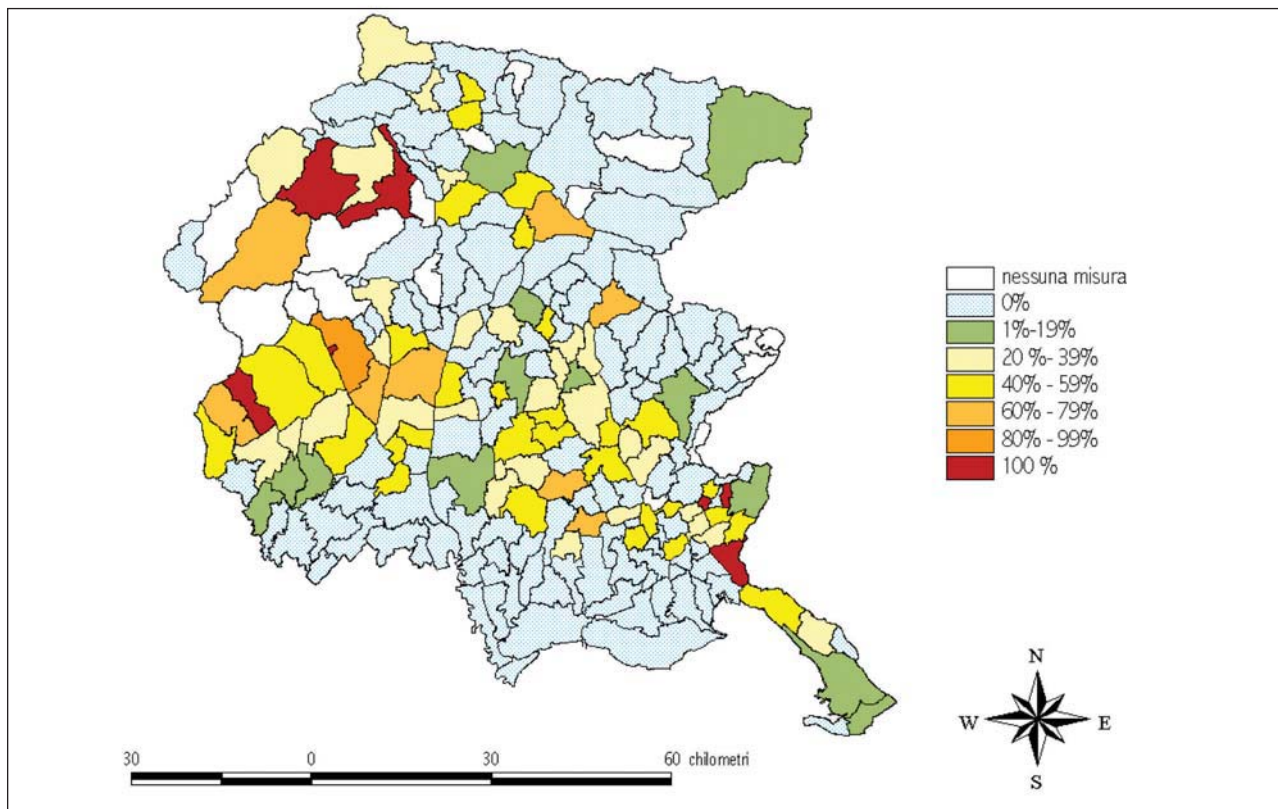 nessuna misura
0%
1%-19%
20 %- 39%
40% - 59%
60% - 79%
80% - 99%
100 %
N
W E
S
30 0 30 60 chilometri